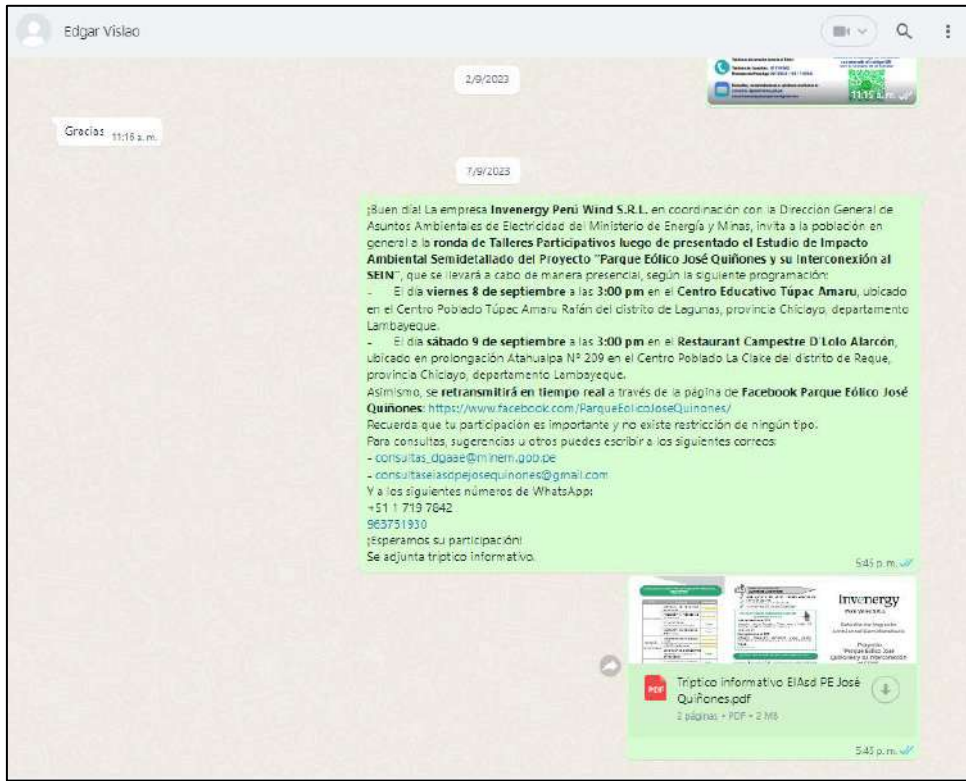 Edgar Vislao
2/9/2023
11:15 a. m.
Gracias 11:16 a. m.
7/9/2023
¡Buen día! La empresa Invenergy Perú Wind S.R.L. en coordinación con la Dirección General de
Asuntos Ambientales de Electricidad del Ministerio de Energía y Minas, invita a la población en
general a la ronda de Talleres Participativos luego de presentado el Estudio de Impacto
Ambiental Semidetallado del Proyecto "Parque Eólico José Quiñones y su Interconexión al
SEIN", que se llevará a cabo de manera presencial, según la siguiente programación:
- El día viernes 8 de septiembre a las 3:00 pm en el Centro Educativo Túpac Amaru, ubicado
en el Centro Poblado Túpac Amaru Rafán del distrito de Lagunas, provincia Chiclayo, departamento
Lambayeque.
- El día sábado 9 de septiembre a las 3:00 pm en el Restaurant Campestre D'Lolo Alarcón,
ubicado en prolongación Atahualpa Nº 209 en el Centro Poblado La Clake del distrito de Reque,
provincia Chiclayo, departamento Lambayeque.
Asimismo, se retransmitirá en tiempo real a través de la página de Facebook Parque Eólico José
Quiñones: https://www.facebook.com/ParqueEolicoJoseQuinones/
Recuerda que tu participación es importante y no existe restricción de ningún tipo.
Para consultas, sugerencias u otros puedes escribir a los siguientes correos:
- consultas_dgaae@minem.gob.pe
- consultaseiasdpejosequinones@gmail.com
Y a los siguientes números de WhatsApp:
+51 1 719 7842
963751930
¡Esperamos su participación!
Se adjunta tríptico informativo.
5:45 p. m.
Invenergy
PDF
Tríptico informativo EIAsd PE José
Quiñones.pdf
2 páginas • PDF • 2 MB
5:45 p. m.